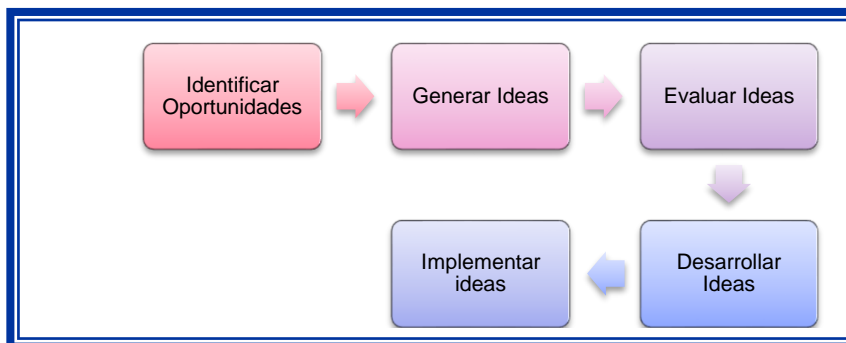 Identificar
Oportunidades
Generar Ideas
Evaluar Ideas
Desarrollar
Ideas
Implementar
ideas